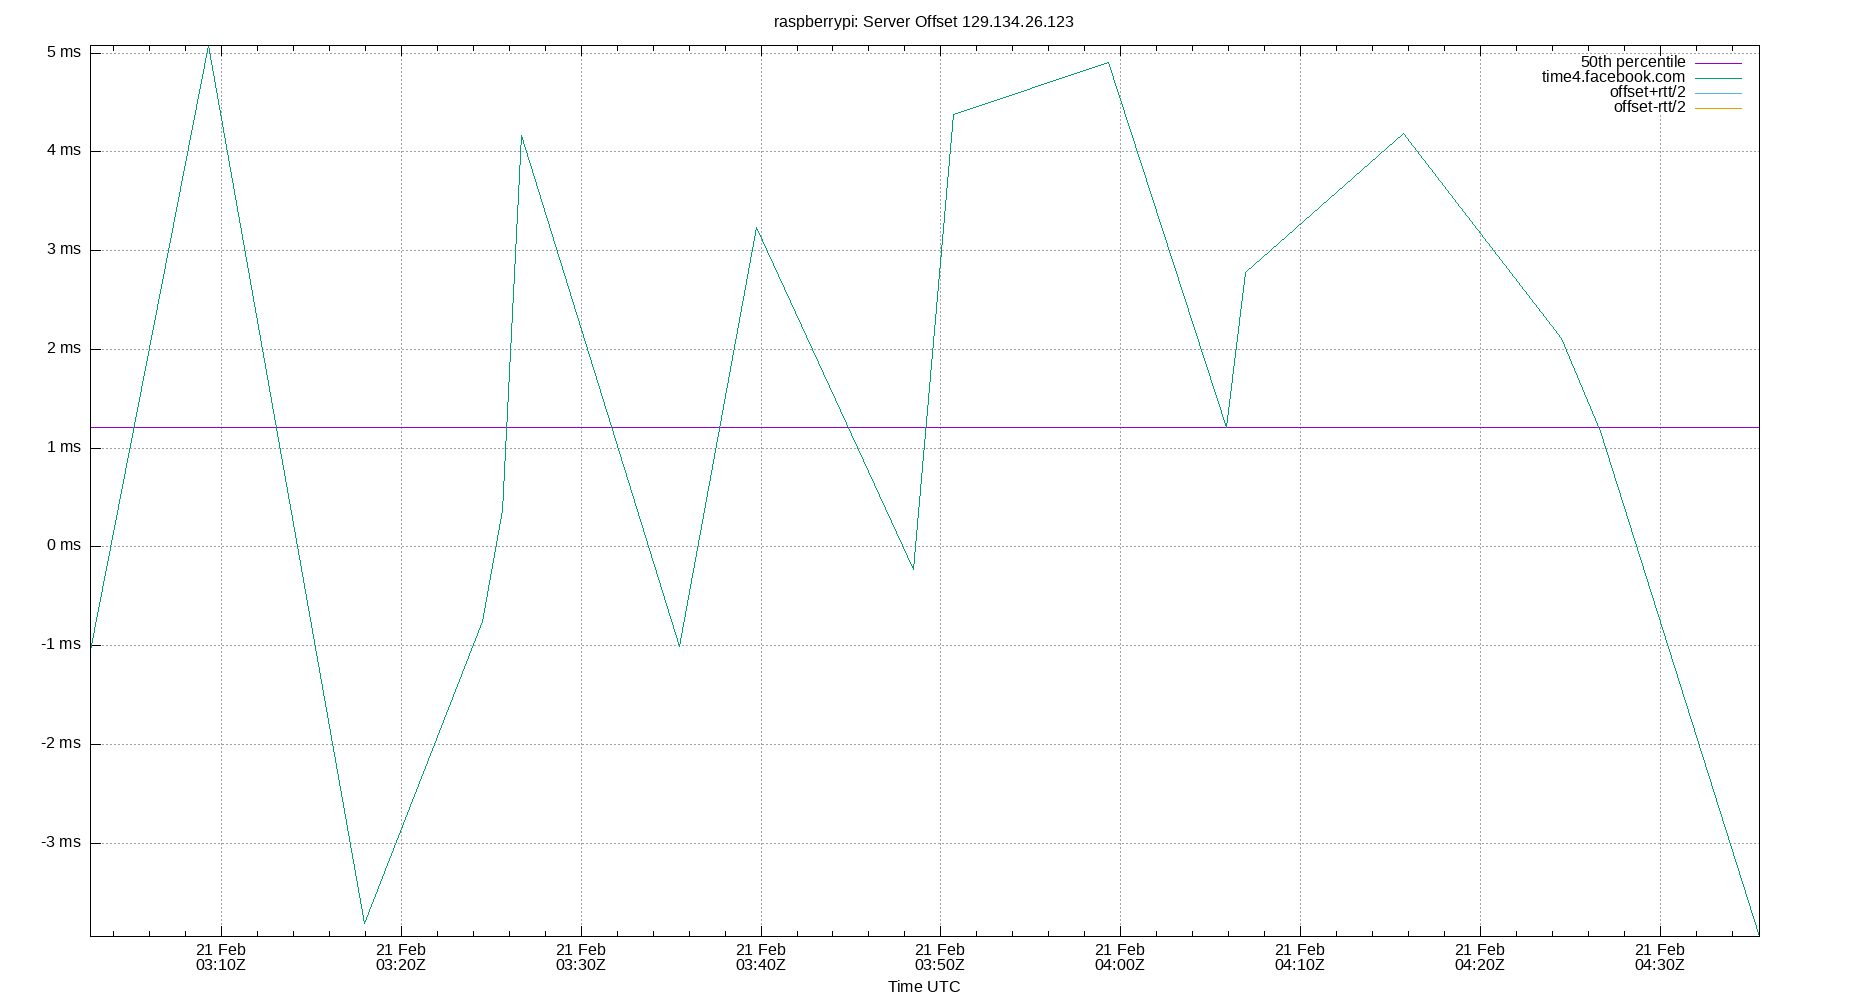 raspberrypi: Server Offset 129.134.26.123
5 ms
4 ms
3 ms
2 ms
1 ms
0 ms
-1 ms
-2 ms
-3 ms
50th percentile
time4.facebook.com
offset+rtt/2
offset-rtt/2
21 Feb 21 Feb 21 Feb 21 Feb 21 Feb 21 Feb 21 Feb 21 Feb 21 Feb
03:10Z 03:20Z 03:30Z 03:40Z 03:50Z 04:00Z 04:10Z 04:20Z 04:30Z
Time UTC